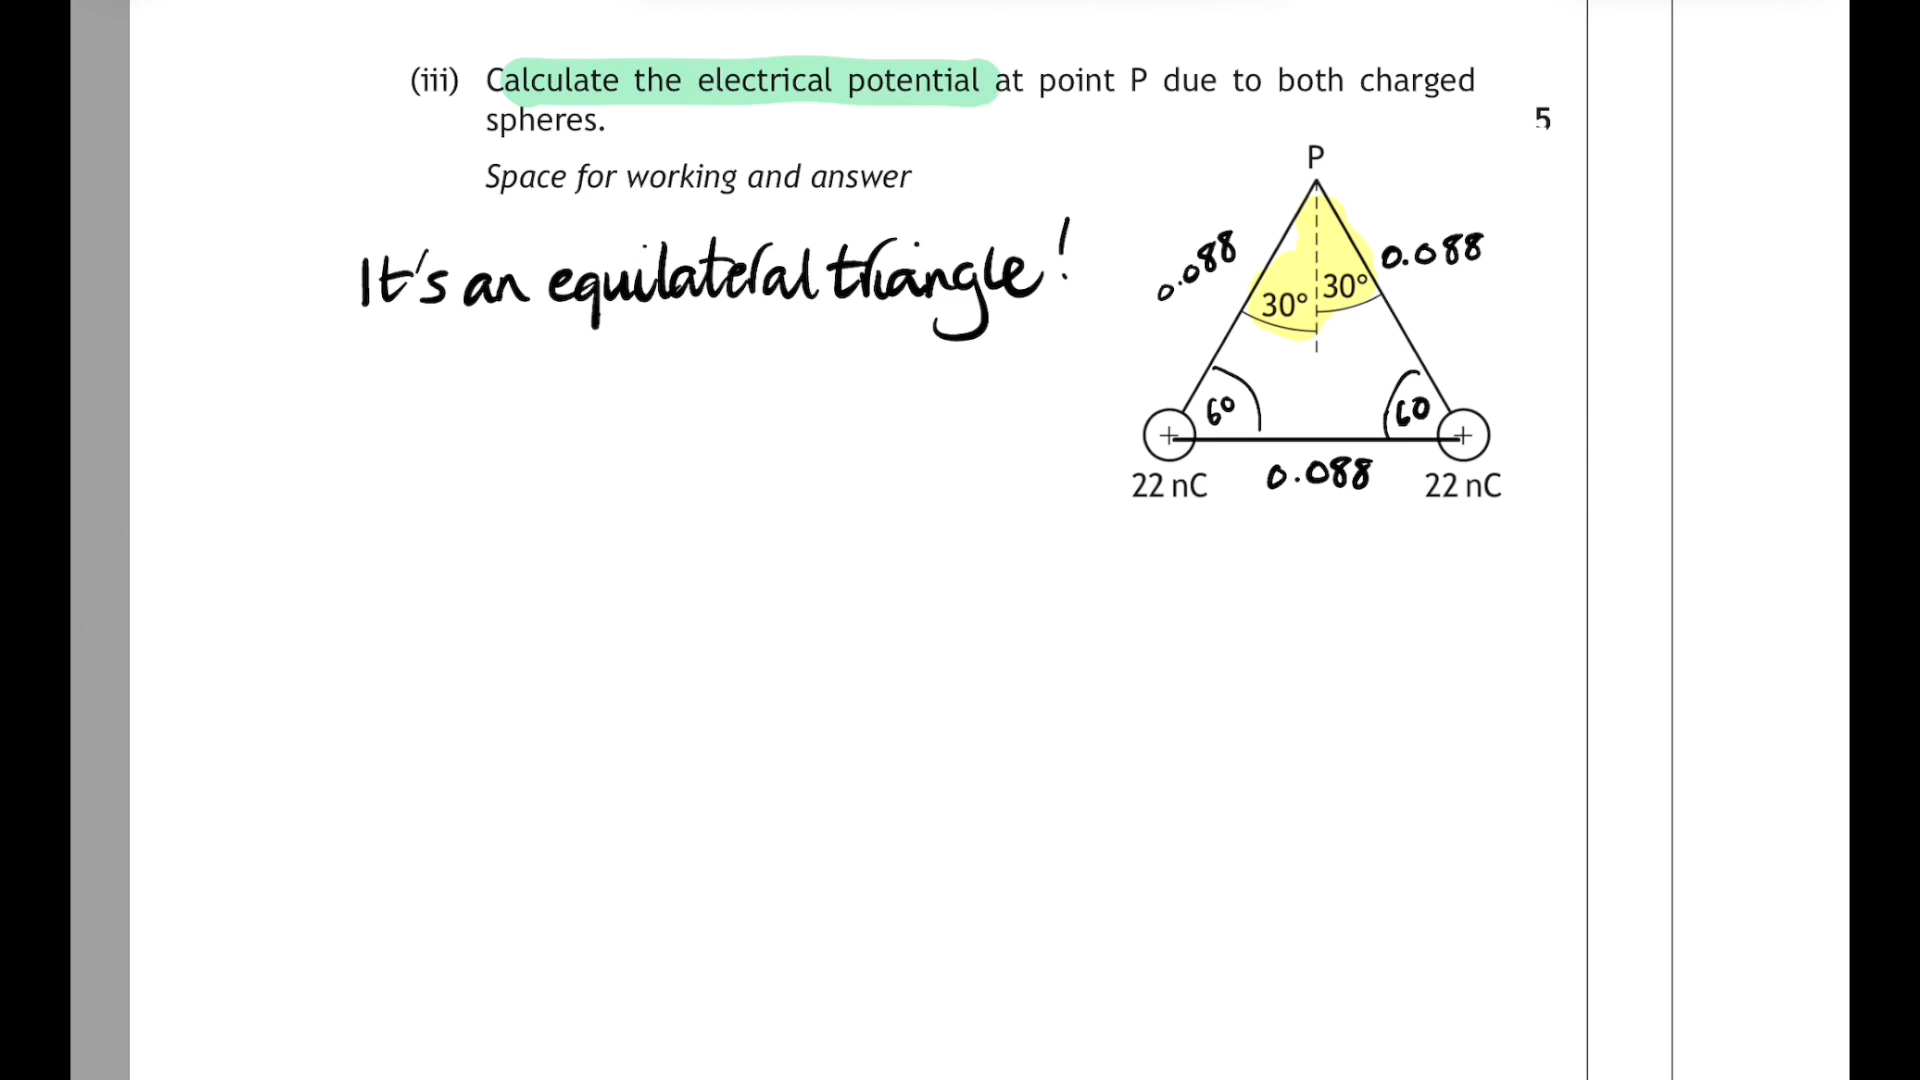 (iii) Calculate the electrical potential at point P due to both charged
spheres.
5
Space for working and answer
P
It's an equilateral triangle!
0.088
0.088
30°
30°
60
60
+
+
22 nC
0.088
22 nC